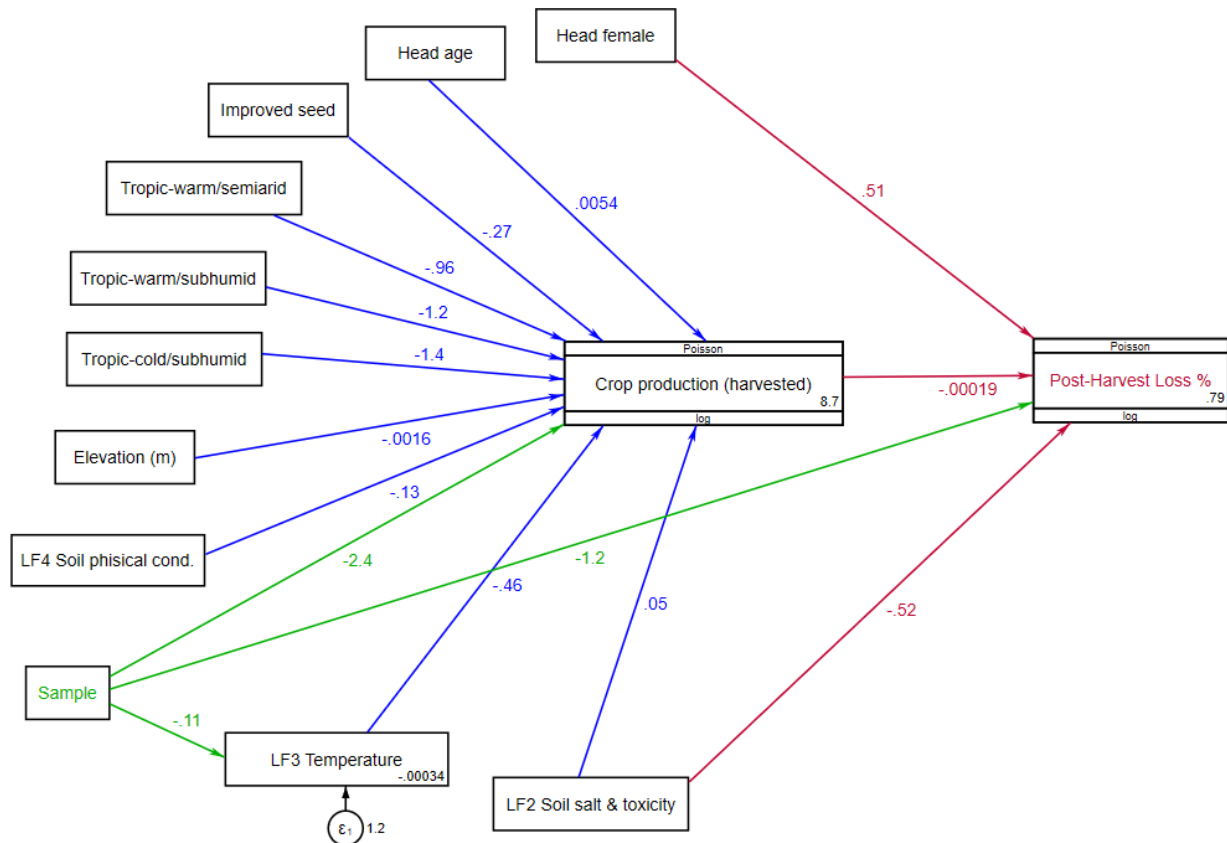 Head female
Head age
Improved seed
Tropic-warm/semiarid
.0054
.51
-.27
Tropic-warm/subhumid
-.96
-1.2
Tropic-cold/subhumid
-1.4
Poisson
Crop production (harvested)
8.7
log
-.00019
Poisson
Post-Harvest Loss %
.79
log
Elevation (m)
-.0016
-.13
LF4 Soil phisical cond.
-2.4
-1.2
-.46
.05
-.52
Sample
-.11
LF3 Temperature
-.00034
ε1
1.2
LF2 Soil salt & toxicity